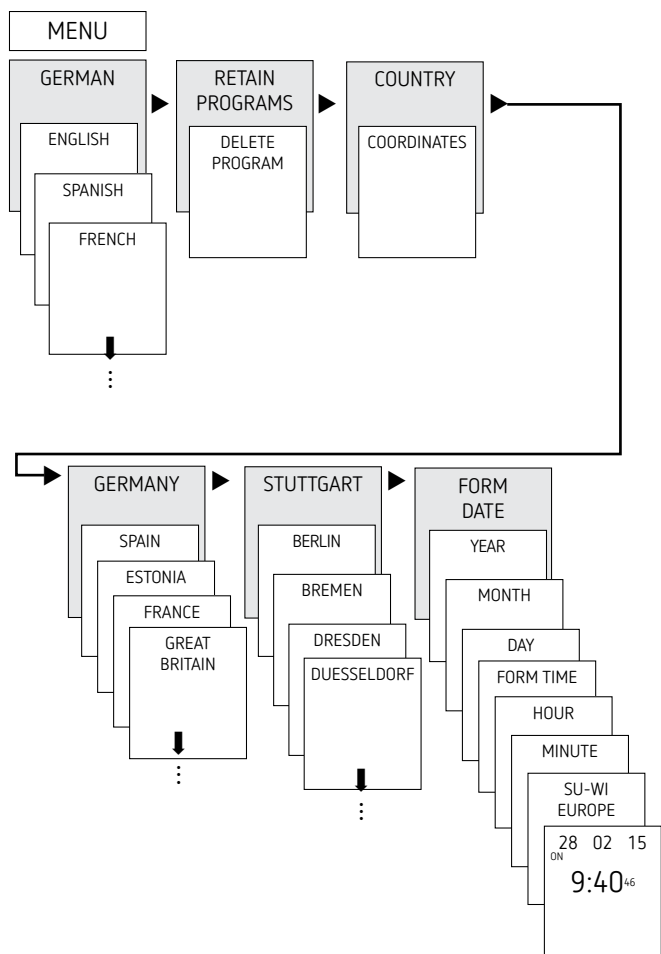 MENU
GERMAN
ENGLISH
SPANISH
FRENCH
RETAIN
PROGRAMS
DELETE
PROGRAM
COUNTRY
COORDINATES
GERMANY
SPAIN
ESTONIA
FRANCE
GREAT
BRITAIN
STUTTGART
BERLIN
BREMEN
DRESDEN
DUESSELDORF
FORM
DATE
YEAR
MONTH
DAY
FORM TIME
HOUR
MINUTE
SU-WI
EUROPE
28 02 15
ON
9:40 46